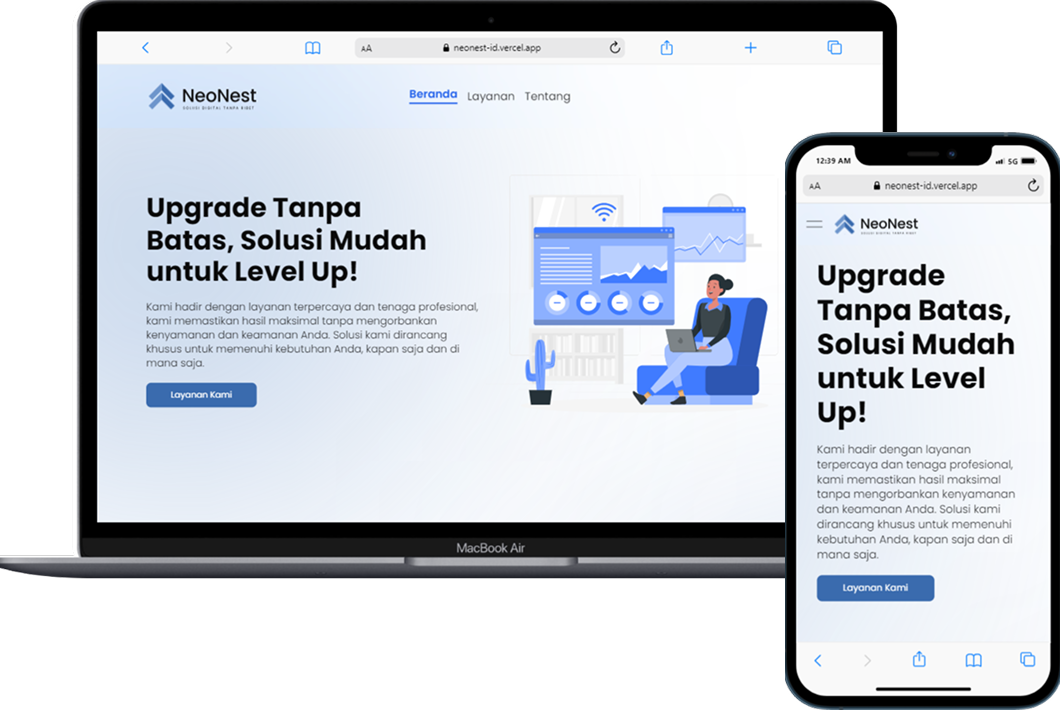 AA neonest-id.vercel.app
NeoNest
SOLUSI DIGITAL TANPA RIBET
Beranda Layanan Tentang
Upgrade Tanpa
Batas, Solusi Mudah
untuk Level Up!
Kami hadir dengan layanan terpercaya dan tenaga profesional,
kami memastikan hasil maksimal tanpa mengorbankan
kenyamanan dan keamanan Anda. Solusi kami dirancang
khusus untuk memenuhi kebutuhan Anda, kapan saja dan di
mana saja.
Layanan Kami
MacBook Air
12:39 AM 5G
AA neonest-id.vercel.app
NeoNest
SOLUSI DIGITAL TANPA RIBET
Upgrade
Tanpa Batas,
Solusi Mudah
untuk Level
Up!
Kami hadir dengan layanan
terpercaya dan tenaga profesional,
kami memastikan hasil maksimal
tanpa mengorbankan kenyamanan
dan keamanan Anda. Solusi kami
dirancang khusus untuk memenuhi
kebutuhan Anda, kapan saja dan di
mana saja.
Layanan Kami